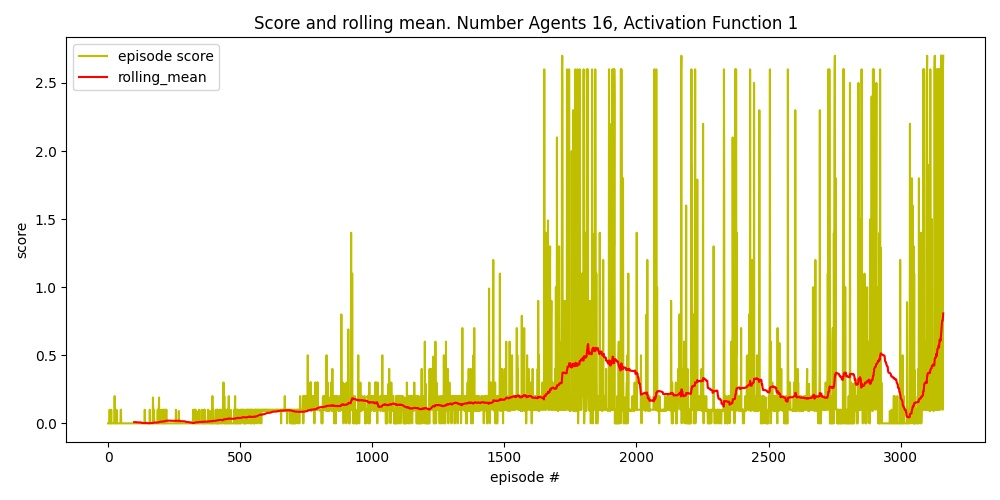 Score and rolling mean. Number Agents 16, Activation Function 1
episode score
rolling_mean
2.5
2.0
1.5
1.0
0.5
0.0
score
0 500 1000 1500 2000 2500 3000
episode #